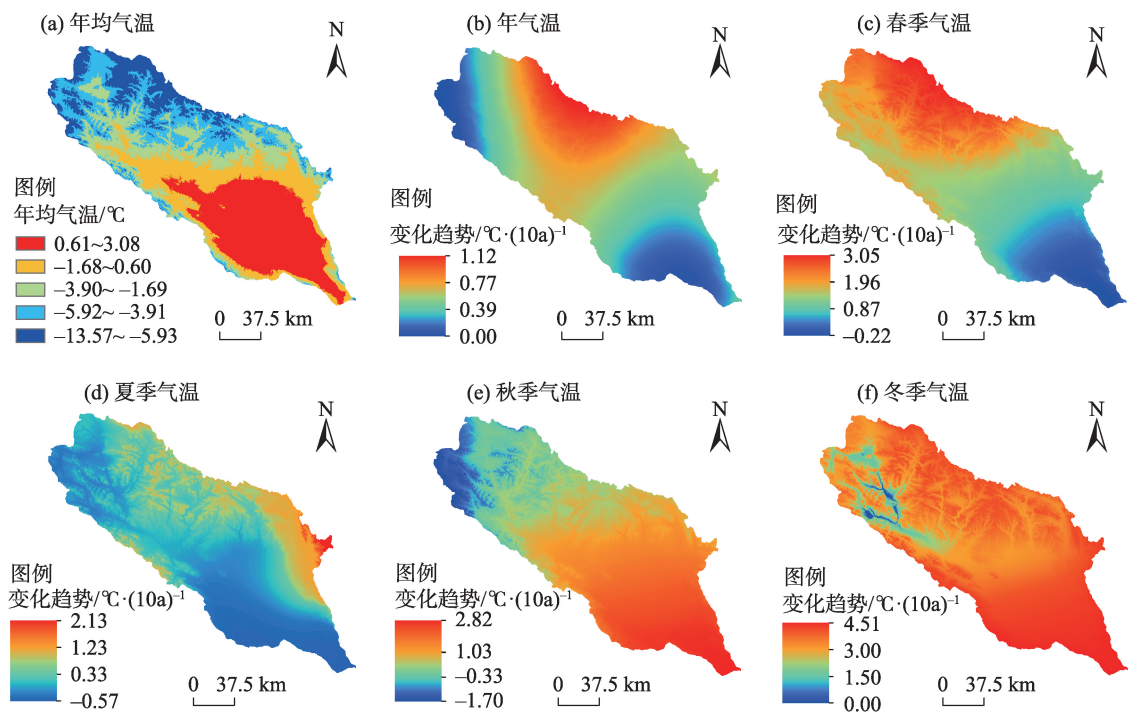 (a) 年均气温
N
图例
年均气温/℃
0.61~3.08
−1.68~0.60
−3.90~ −1.69
−5.92~ −3.91
−13.57~ −5.93
0 37.5 km
(b) 年气温
N
图例
变化趋势/℃·(10a)⁻¹
1.12
0.77
0.39
0.00
0 37.5 km
(c) 春季气温
N
图例
变化趋势/℃·(10a)⁻¹
3.05
1.96
0.87
−0.22
0 37.5 km
(d) 夏季气温
N
图例
变化趋势/℃·(10a)⁻¹
2.13
1.23
0.33
−0.57
0 37.5 km
(e) 秋季气温
N
图例
变化趋势/℃·(10a)⁻¹
2.82
1.03
−0.33
−1.70
0 37.5 km
(f) 冬季气温
N
图例
变化趋势/℃·(10a)⁻¹
4.51
3.00
1.50
0.00
0 37.5 km